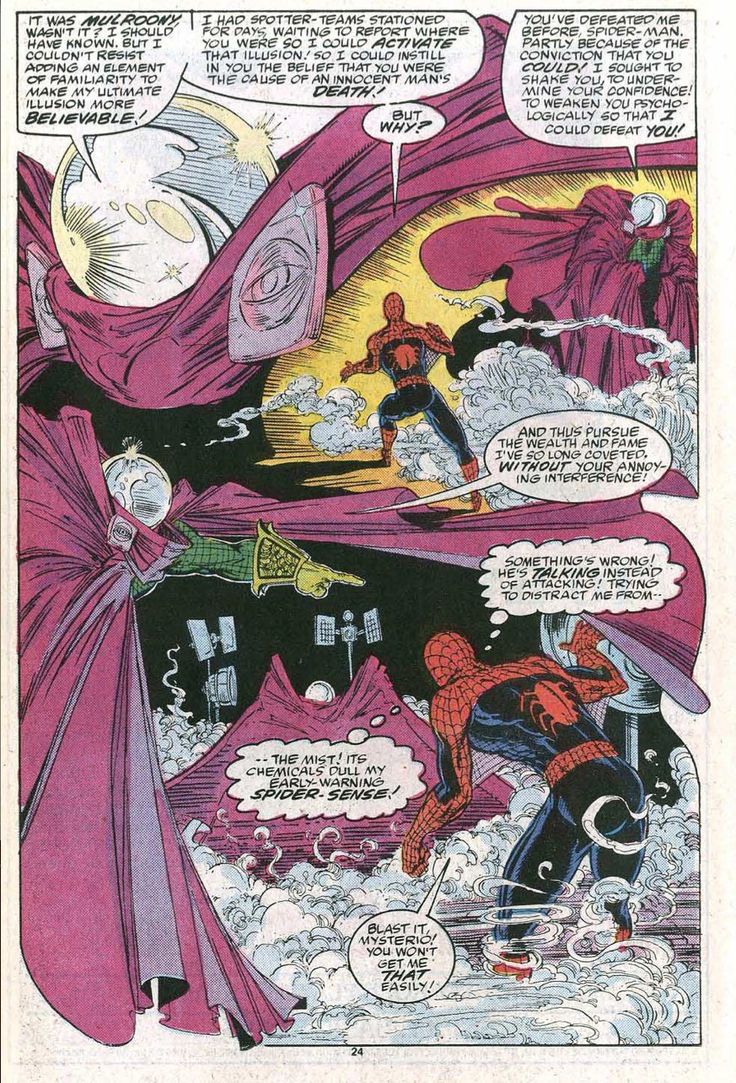 IT WAS MULROONY,
WASN'T IT? I SHOULD
HAVE KNOWN. BUT I
COULDN'T RESIST
ADDING AN ELEMENT
OF FAMILIARITY TO
MAKE MY ULTIMATE
ILLUSION MORE
BELIEVABLE!
I HAD SPOTTER-TEAMS STATIONED
FOR DAYS, WAITING TO REPORT WHERE
YOU WERE SO I COULD ACTIVATE
THAT ILLUSION! SO I COULD INSTILL
IN YOU THE BELIEF THAT YOU WERE
THE CAUSE OF AN INNOCENT MAN'S
DEATH!
BUT
WHY?
YOU'VE DEFEATED ME
BEFORE, SPIDER-MAN.
PARTLY BECAUSE OF THE
CONVICTION THAT YOU
COULD! I SOUGHT TO
SHAKE YOU, TO UNDER-
MINE YOUR CONFIDENCE!
TO WEAKEN YOU PSYCHO-
LOGICALLY SO THAT I
COULD DEFEAT YOU!
AND THUS PURSUE
THE WEALTH AND FAME
I'VE SO LONG COVETED,
WITHOUT YOUR ANNOY-
ING INTERFERENCE!
SOMETHING'S WRONG!
HE'S TALKING INSTEAD
OF ATTACKING! TRYING
TO DISTRACT ME FROM--
-- THE MIST! ITS
CHEMICALS DULL MY
EARLY-WARNING
SPIDER-SENSE!
BLAST IT,
MYSTERIO!
YOU WON'T
GET ME
THAT
EASILY!
24